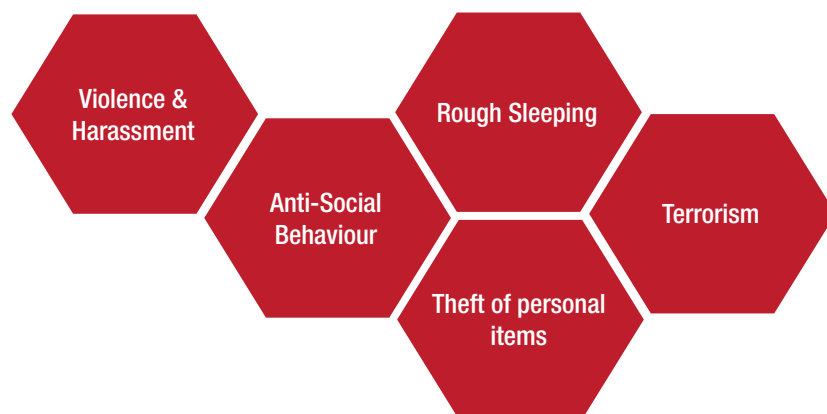 Violence &
Harassment
Rough Sleeping
Anti-Social
Behaviour
Terrorism
Theft of personal
items